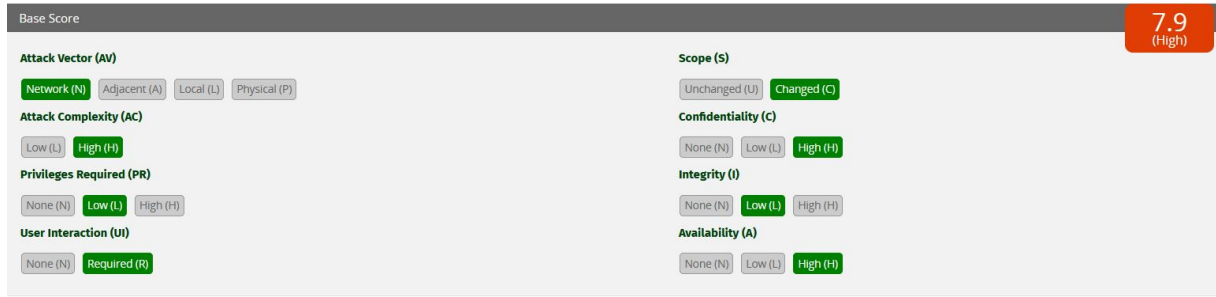 Base Score
7.9
(High)
Attack Vector (AV)
Network (N) Adjacent (A) Local (L) Physical (P)
Attack Complexity (AC)
Low (L) High (H)
Privileges Required (PR)
None (N) Low (L) High (H)
User Interaction (UI)
None (N) Required (R)
Scope (S)
Unchanged (U) Changed (C)
Confidentiality (C)
None (N) Low (L) High (H)
Integrity (I)
None (N) Low (L) High (H)
Availability (A)
None (N) Low (L) High (H)